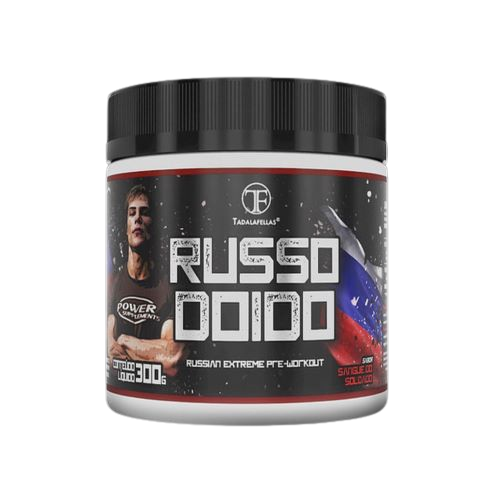 TF
TADALAFELLAS®
RUSSO
DOIDO
RUSSIAN EXTREME PRE-WORKOUT
POWER
SUPPLEMENTS
CONTEÚDO
LÍQUIDO 300G
SABOR
SANGUE DO
SOLDADO